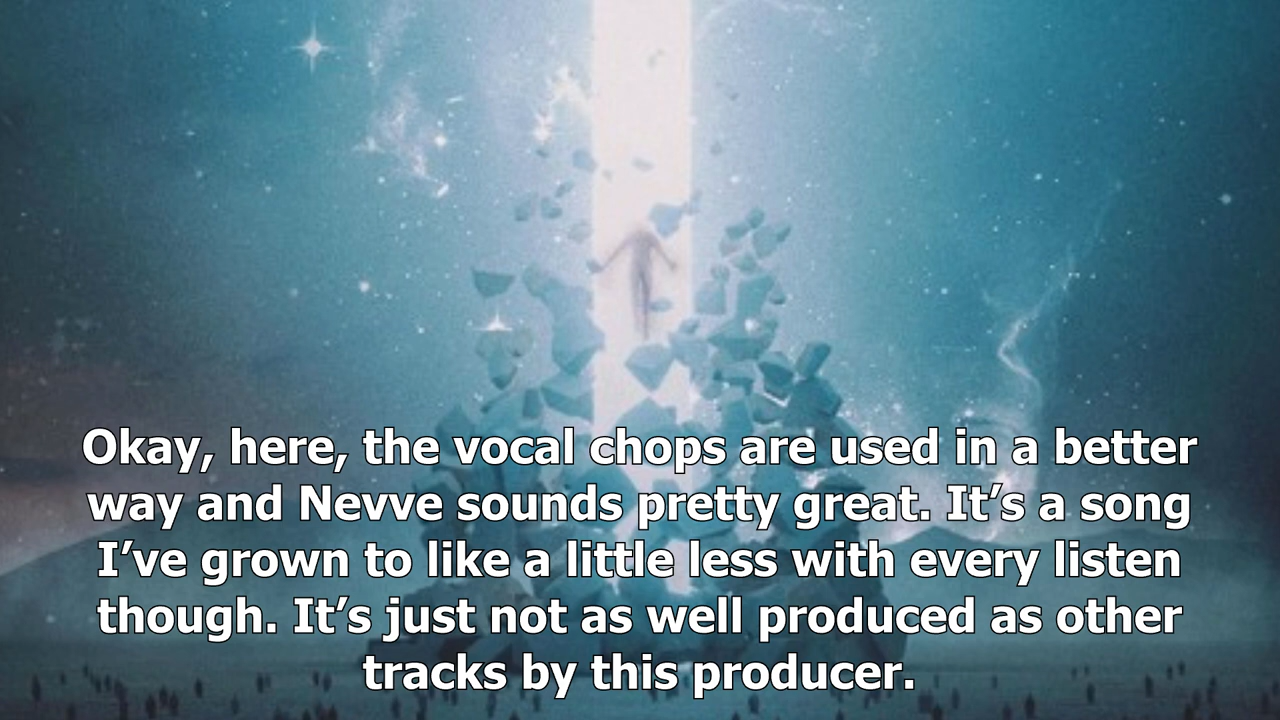 Okay, here, the vocal chops are used in a better
way and Nevve sounds pretty great. It’s a song
I’ve grown to like a little less with every listen
though. It’s just not as well produced as other
tracks by this producer.